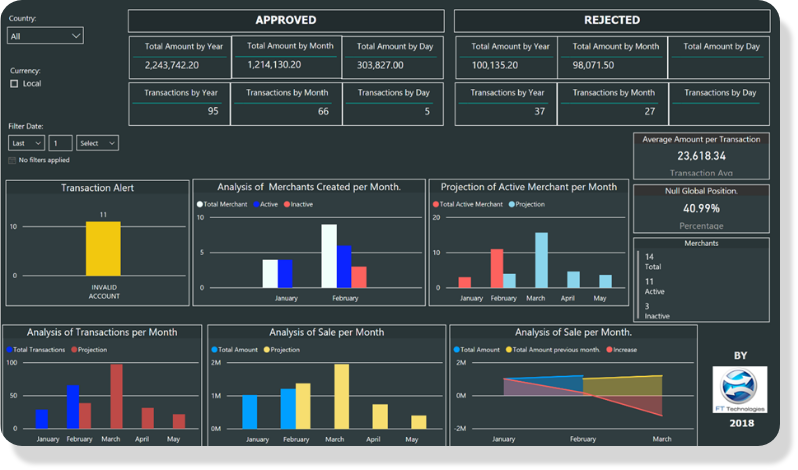 Country:
All
Currency:
Local
Filter Date:
Last 1 Select
No filters applied
APPROVED
Total Amount by Year Total Amount by Month Total Amount by Day
2,243,742.20 1,214,130.20 303,827.00
Transactions by Year Transactions by Month Transactions by Day
95 66 5
REJECTED
Total Amount by Year Total Amount by Month Total Amount by Day
100,135.20 98,071.50
Transactions by Year Transactions by Month Transactions by Day
37 27
Average Amount per Transaction
23,618.34
Transaction Avg
Null Global Position.
40.99%
Percentage
Merchants
14
Total
11
Active
3
Inactive
Transaction Alert
10
11
0
INVALID
ACCOUNT
Analysis of Merchants Created per Month.
Total Merchant Active Inactive
10
5
0
January February
Projection of Active Merchant per Month
Total Active Merchant Projection
20
10
0
January February March April May
Analysis of Transactions per Month
Total Transactions Projection
100
50
0
January February March April May
Analysis of Sale per Month
Total Amount Projection
2M
1M
0M
January February March April May
Analysis of Sale per Month.
Total Amount Total Amount previous month. Increase
2M
0M
-2M
January February March
BY
FT Technologies
2018